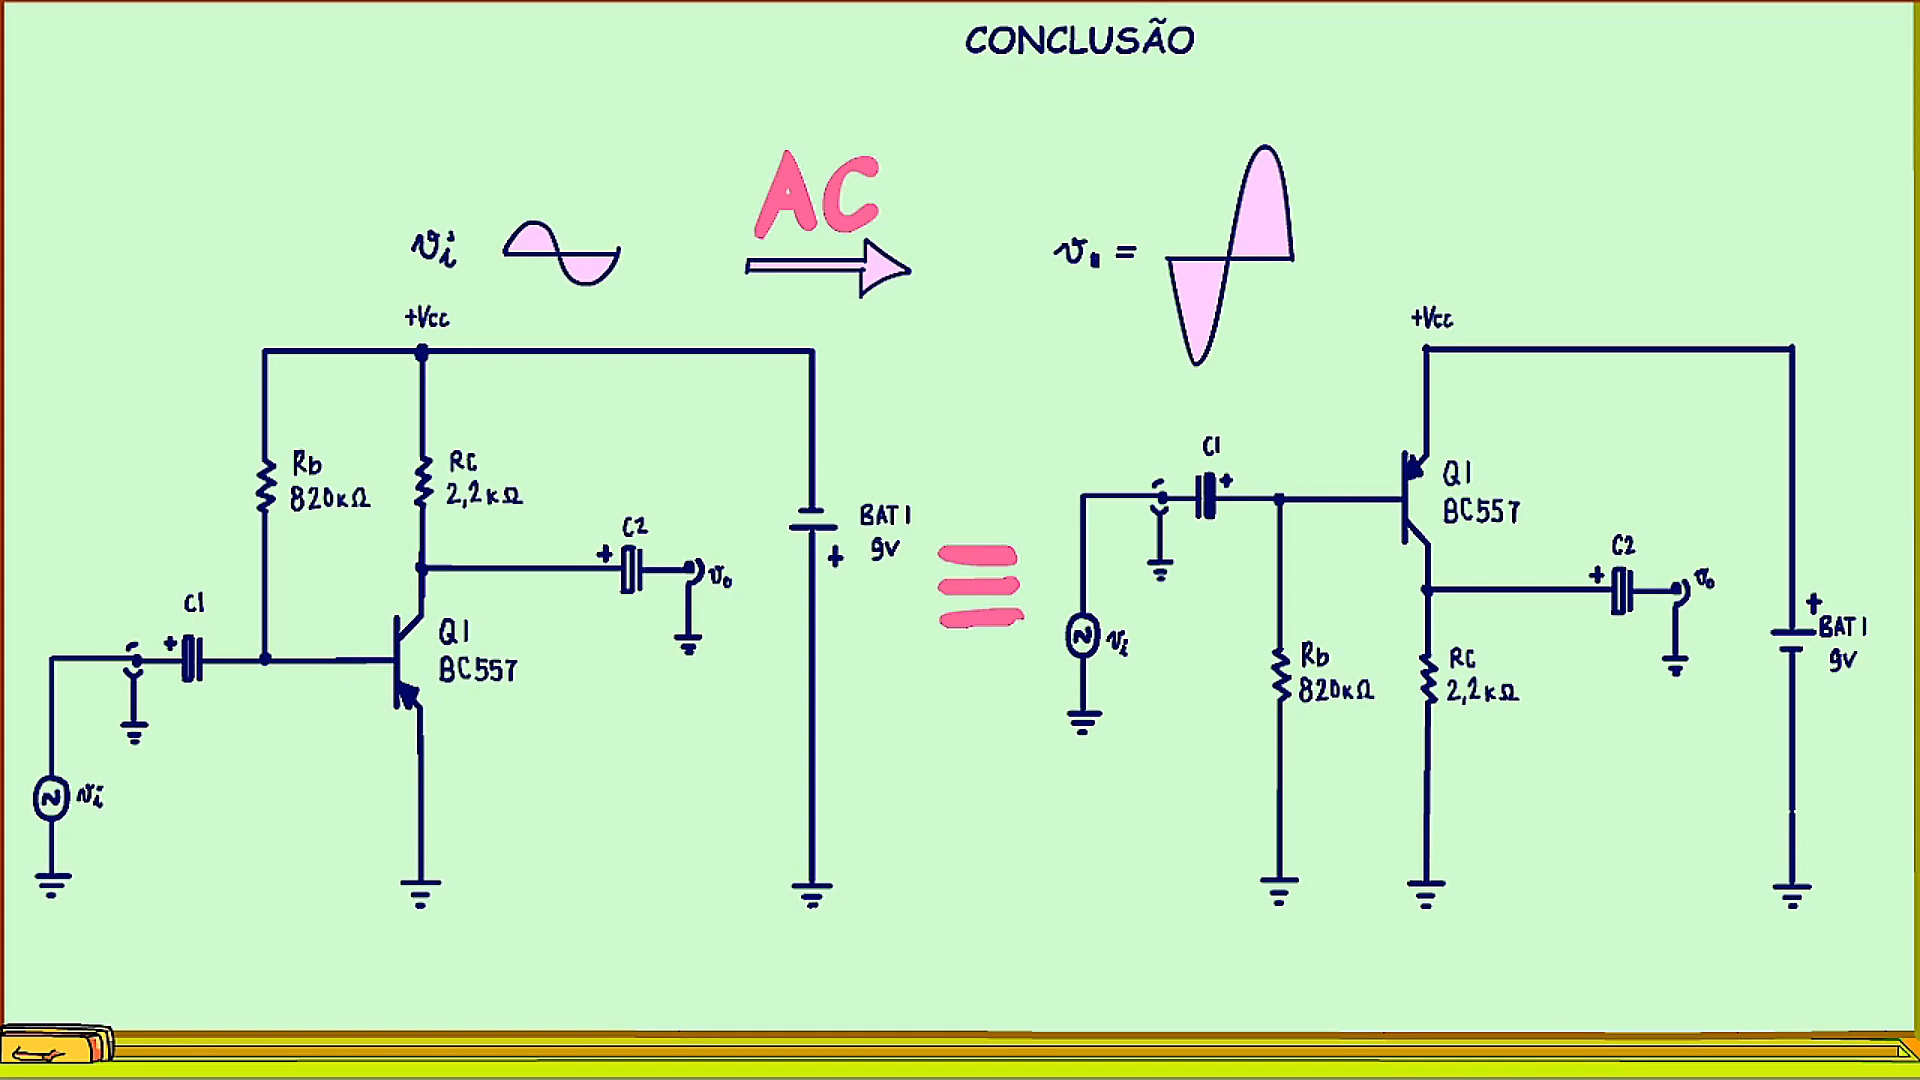 CONCLUSÃO
AC
vi
v. =
+Vcc
Rb
820KΩ
RC
2,2KΩ
C2
+
vo
BAT1
9V
+
C1
+
Q1
BC557
vi
+Vcc
C1
+
Q1
BC557
C2
+
vo
vi
Rb
820KΩ
RC
2,2KΩ
+
BAT1
9V